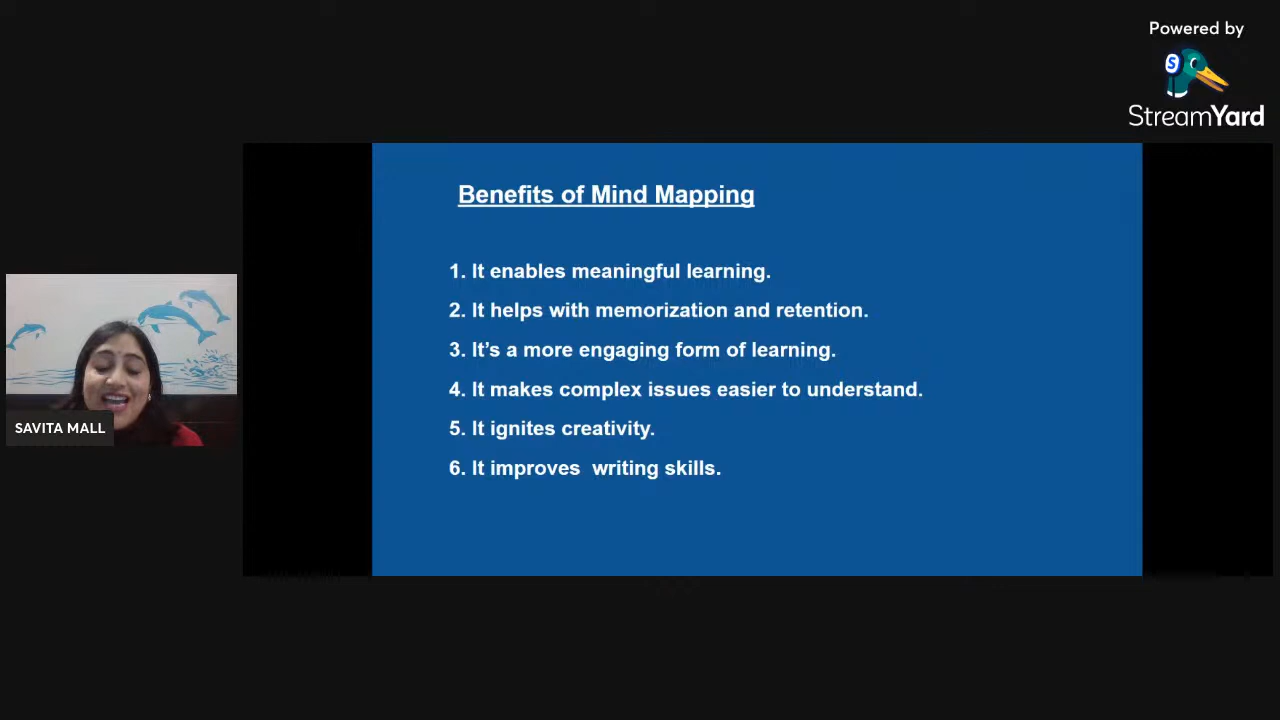 Powered by
S
StreamYard
Benefits of Mind Mapping
1. It enables meaningful learning.
2. It helps with memorization and retention.
3. It’s a more engaging form of learning.
4. It makes complex issues easier to understand.
5. It ignites creativity.
6. It improves  writing skills.
SAVITA MALL